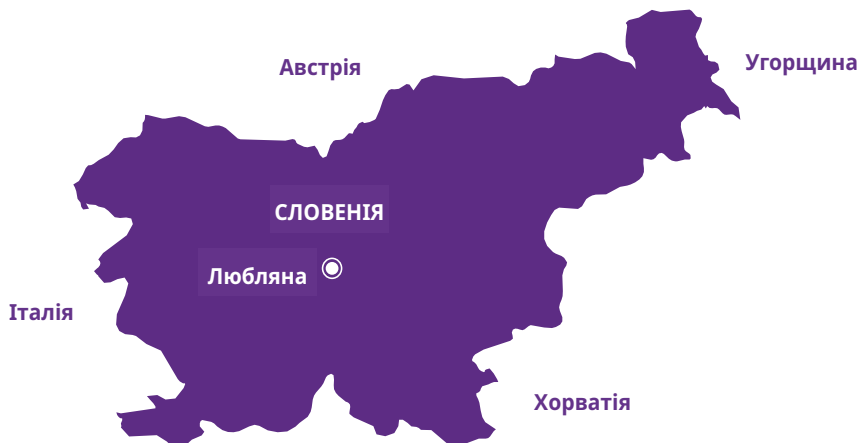 Угорщина
Австрія
СЛОВЕНІЯ
Любляна
Італія
Хорватія